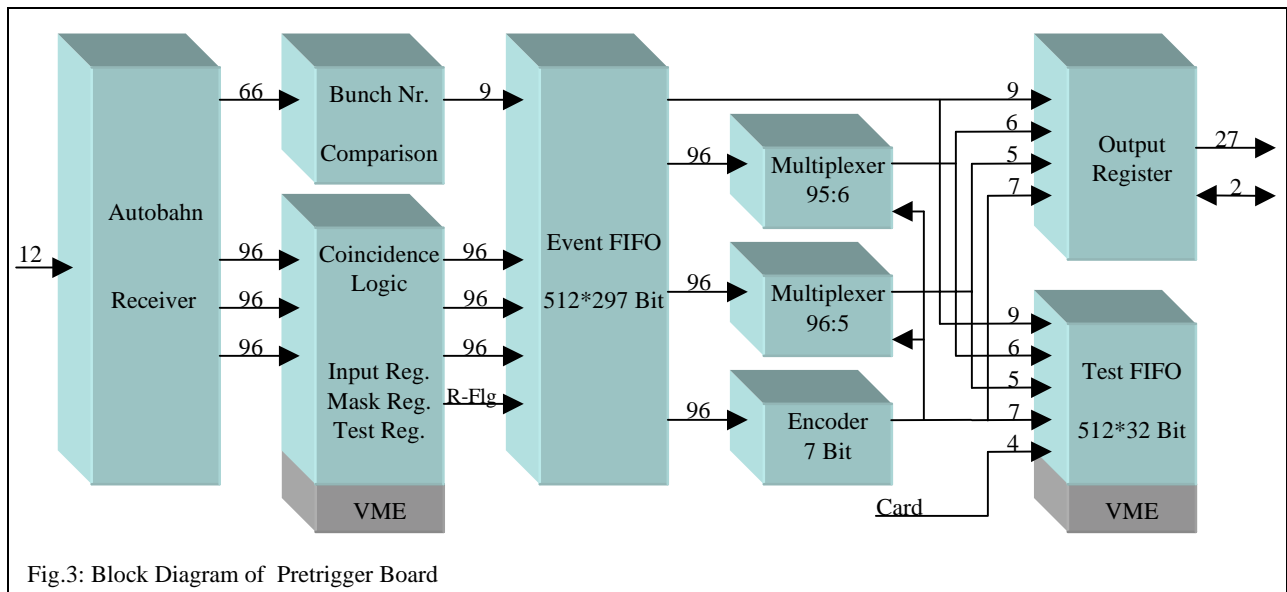 12
Autobahn
Receiver
66
96
96
96
Bunch Nr.
Comparison
Coincidence
Logic
Input Reg.
Mask Reg.
Test Reg.
VME
9
96
96
96
R-Flg
Event FIFO
512*297 Bit
96
96
96
Multiplexer
95:6
Multiplexer
96:5
Encoder
7 Bit
Card
9
6
5
7
Output
Register
27
2
9
6
5
7
4
Test FIFO
512*32 Bit
VME
Fig.3: Block Diagram of Pretrigger Board